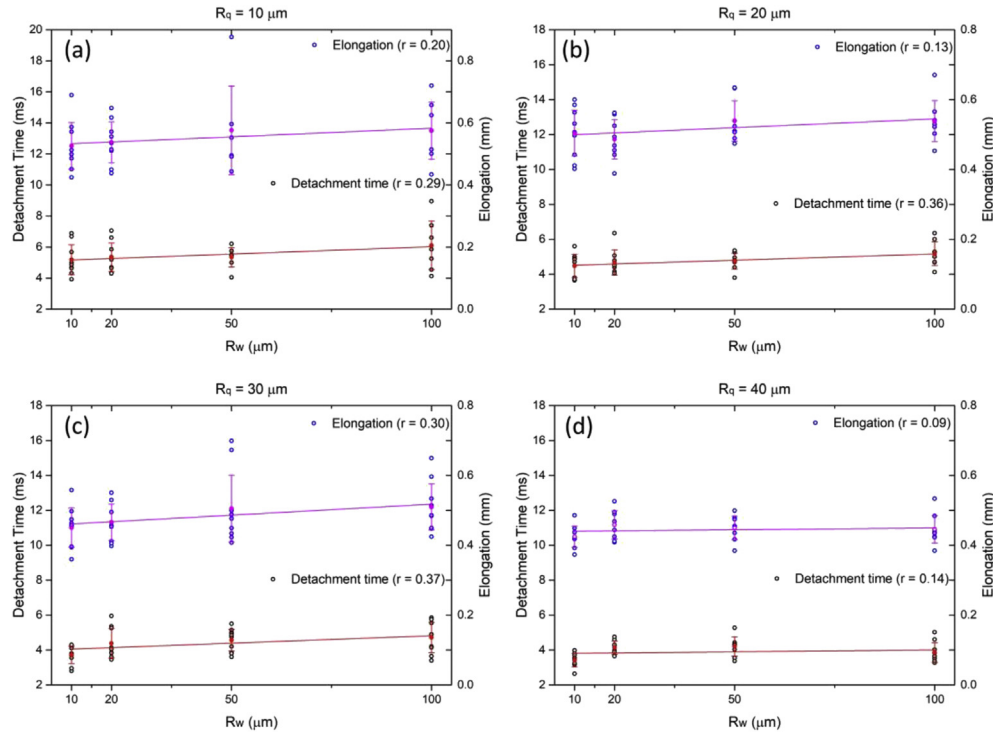 R_q = 10 μm
(a)
Elongation (r = 0.20)
Detachment time (r = 0.29)
Detachment Time (ms)
Elongation (mm)
20
18
16
14
12
10
8
6
4
2
0.8
0.6
0.4
0.2
0.0
10 20 50 100
R_W (μm)
R_q = 20 μm
(b)
Elongation (r = 0.13)
Detachment time (r = 0.36)
Detachment Time (ms)
Elongation (mm)
18
16
14
12
10
8
6
4
2
0.8
0.6
0.4
0.2
0.0
10 20 50 100
R_W (μm)
R_q = 30 μm
(c)
Elongation (r = 0.30)
Detachment time (r = 0.37)
Detachment Time (ms)
Elongation (mm)
18
16
14
12
10
8
6
4
2
0.8
0.6
0.4
0.2
0.0
10 20 50 100
R_W (μm)
R_q = 40 μm
(d)
Elongation (r = 0.09)
Detachment time (r = 0.14)
Detachment Time (ms)
Elongation (mm)
18
16
14
12
10
8
6
4
2
0.8
0.6
0.4
0.2
0.0
10 20 50 100
R_W (μm)